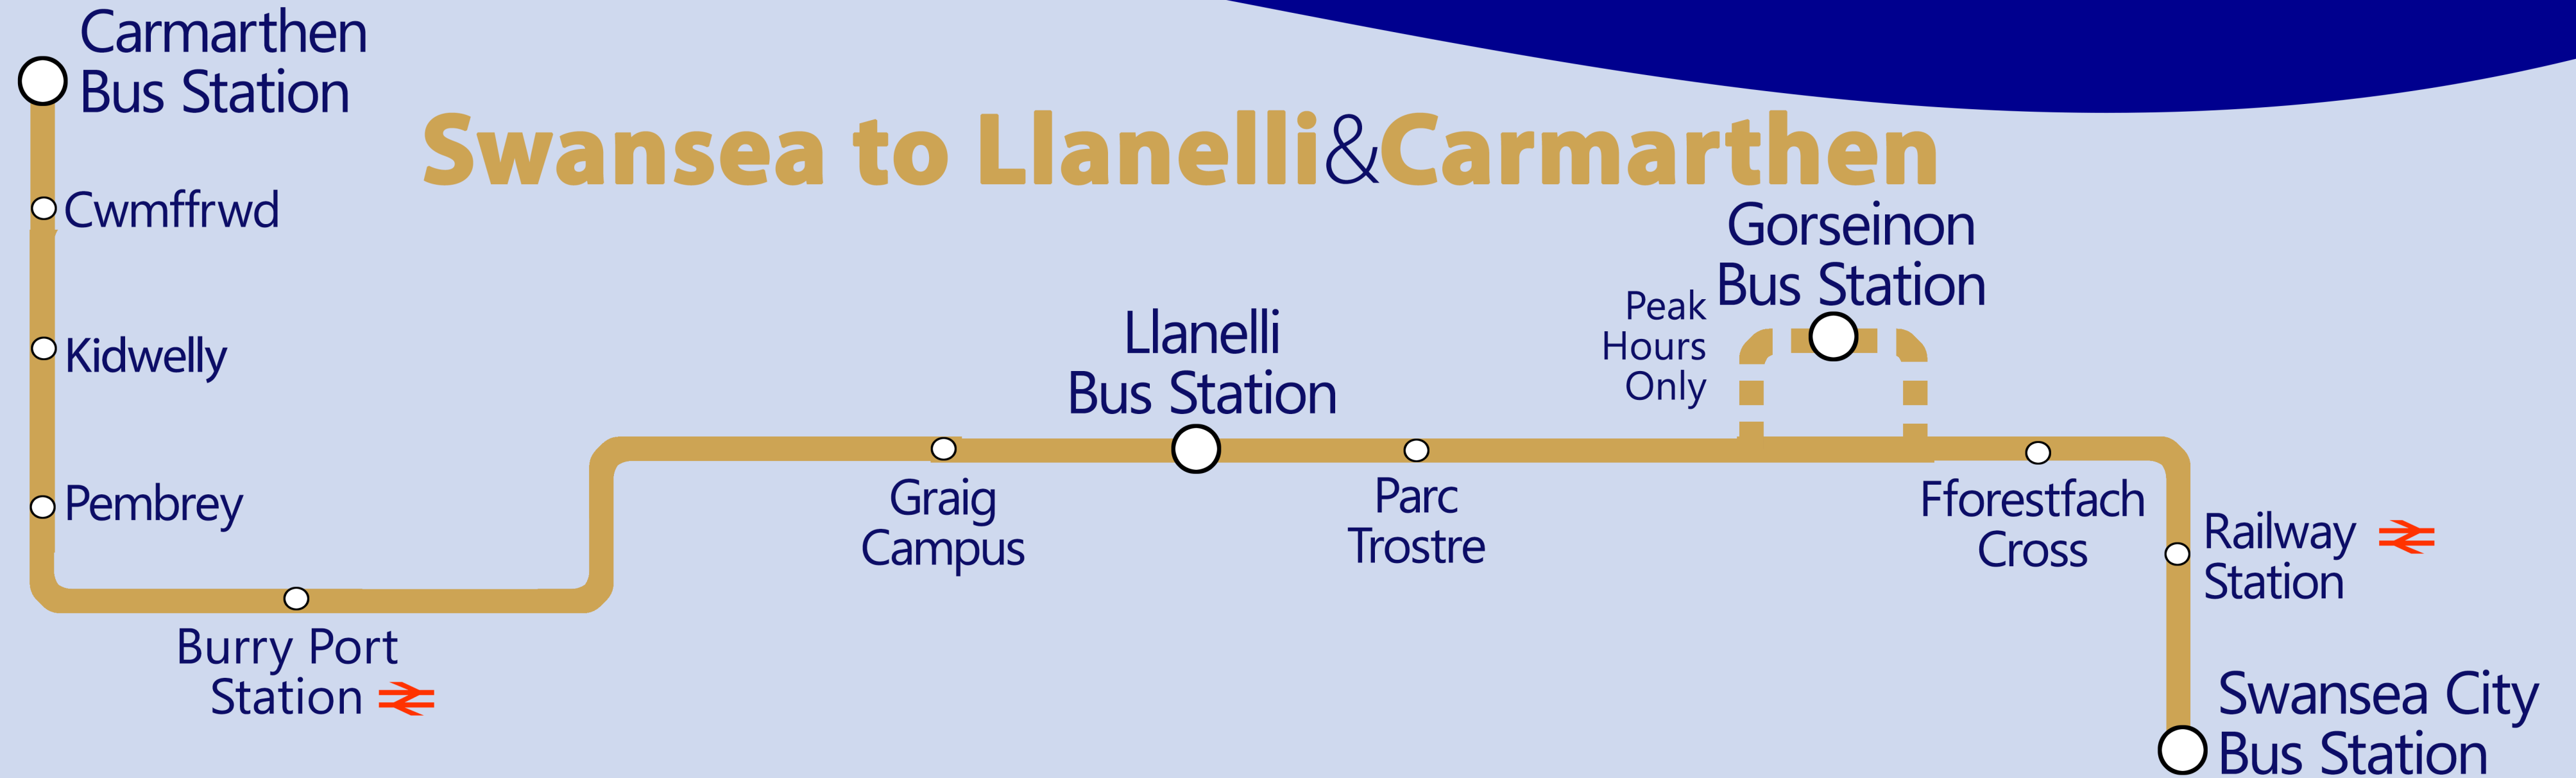 Carmarthen
Bus Station
Swansea to Llanelli&Carmarthen
Cwmffrwd
Kidwelly
Pembrey
Burry Port
Station
Graig
Campus
Llanelli
Bus Station
Parc
Trostre
Peak
Hours
Only
Gorseinon
Bus Station
Fforestfach
Cross
Railway
Station
Swansea City
Bus Station